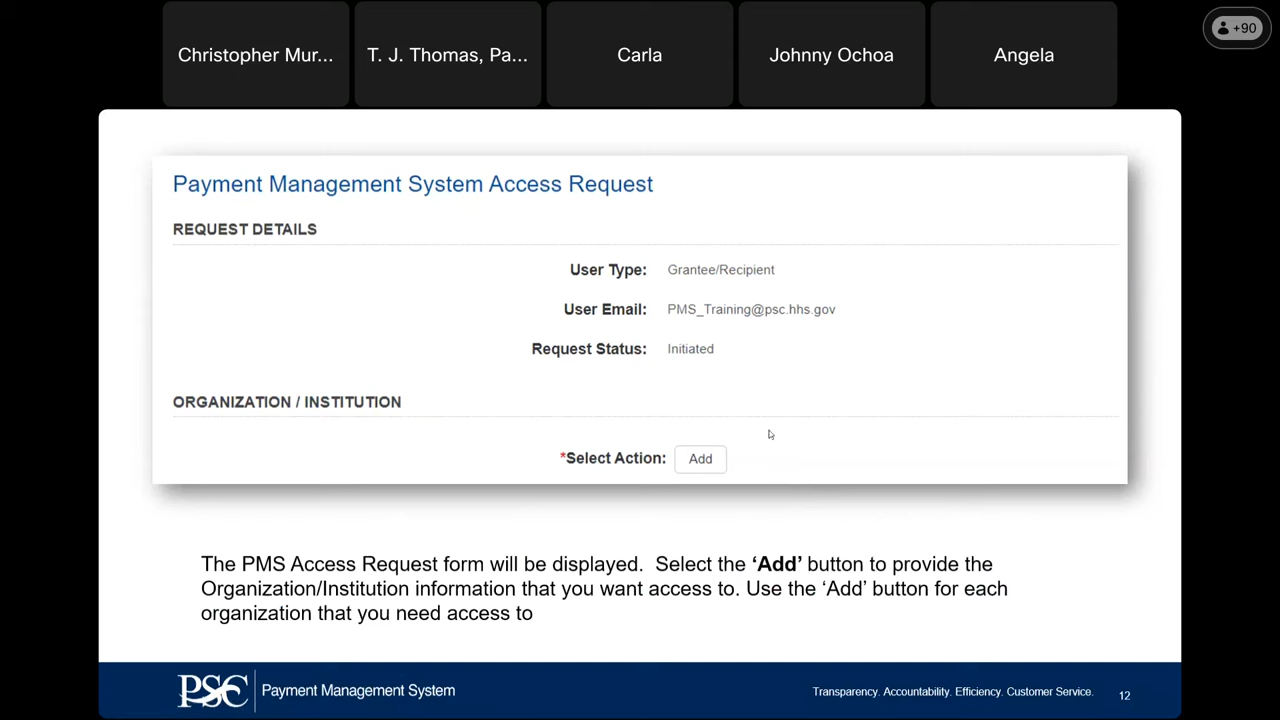 Christopher Mur...
T. J. Thomas, Pa...
Carla
Johnny Ochoa
Angela
+90
Payment Management System Access Request
REQUEST DETAILS
User Type: Grantee/Recipient
User Email: PMS_Training@psc.hhs.gov
Request Status: Initiated
ORGANIZATION / INSTITUTION
*Select Action: Add
The PMS Access Request form will be displayed.  Select the ‘Add’ button to provide the
Organization/Institution information that you want access to. Use the ‘Add’ button for each
organization that you need access to
PSC Payment Management System
Transparency. Accountability. Efficiency. Customer Service.
12